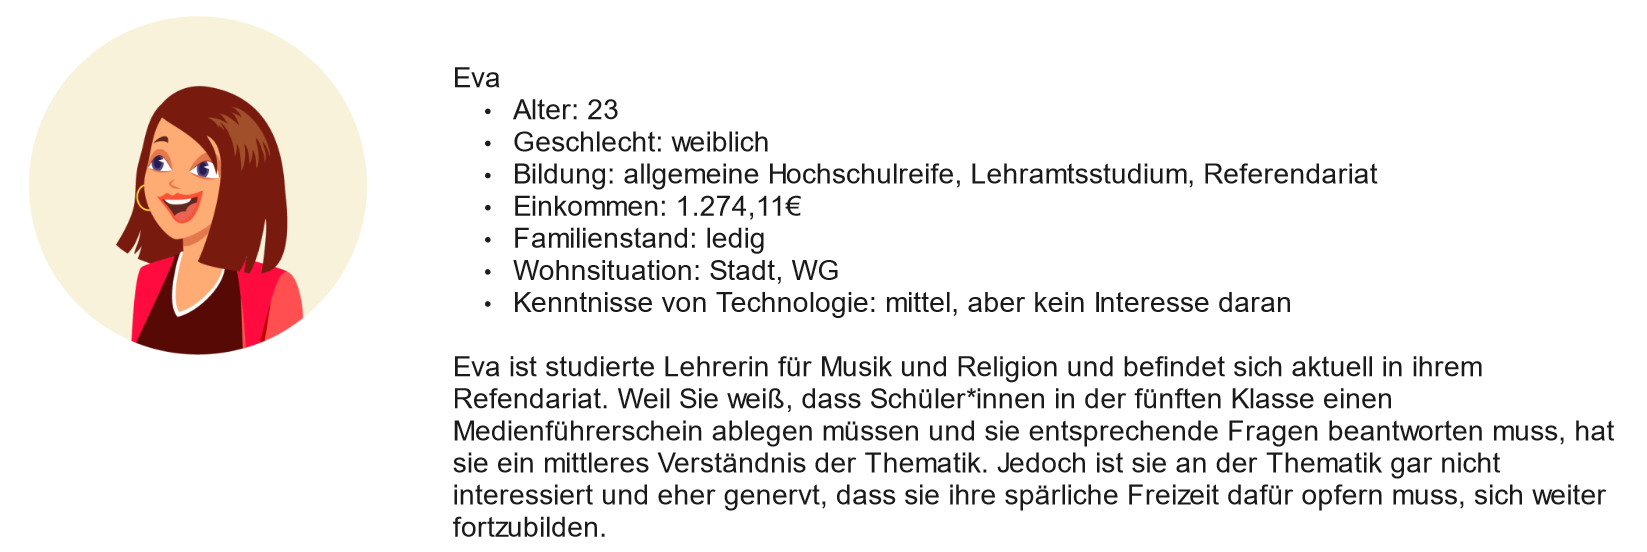 Eva
• Alter: 23
• Geschlecht: weiblich
• Bildung: allgemeine Hochschulreife, Lehramtsstudium, Referendariat
• Einkommen: 1.274,11€
• Familienstand: ledig
• Wohnsituation: Stadt, WG
• Kenntnisse von Technologie: mittel, aber kein Interesse daran
Eva ist studierte Lehrerin für Musik und Religion und befindet sich aktuell in ihrem
Refendariat. Weil Sie weiß, dass Schüler*innen in der fünften Klasse einen
Medienführerschein ablegen müssen und sie entsprechende Fragen beantworten muss, hat
sie ein mittleres Verständnis der Thematik. Jedoch ist sie an der Thematik gar nicht
interessiert und eher genervt, dass sie ihre spärliche Freizeit dafür opfern muss, sich weiter
fortzubilden.